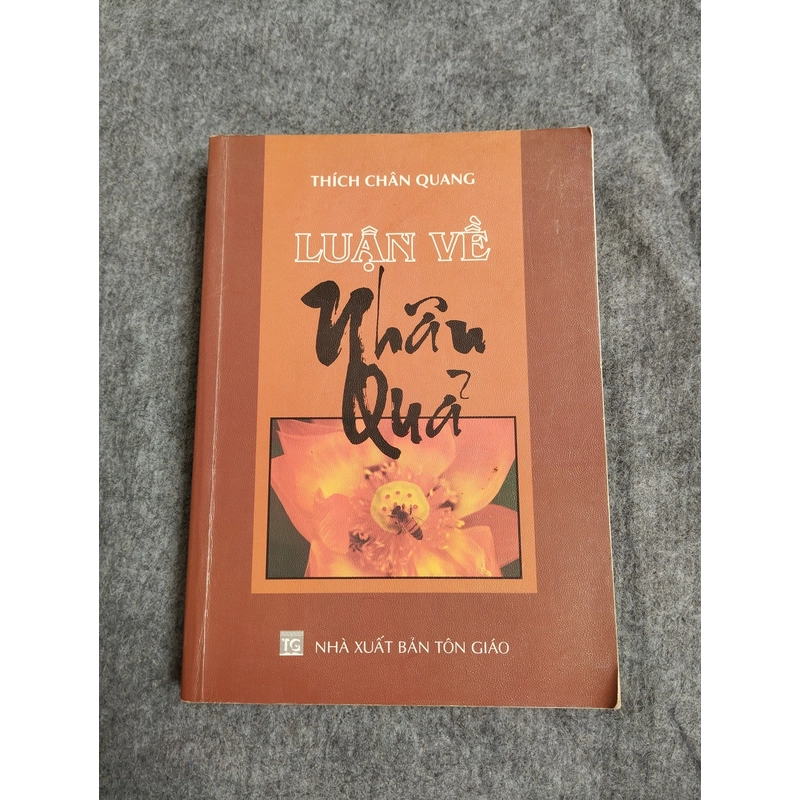 THÍCH CHÂN QUANG
LUẬN VỀ
Nhân
Quả
TG
NHÀ XUẤT BẢN TÔN GIÁO